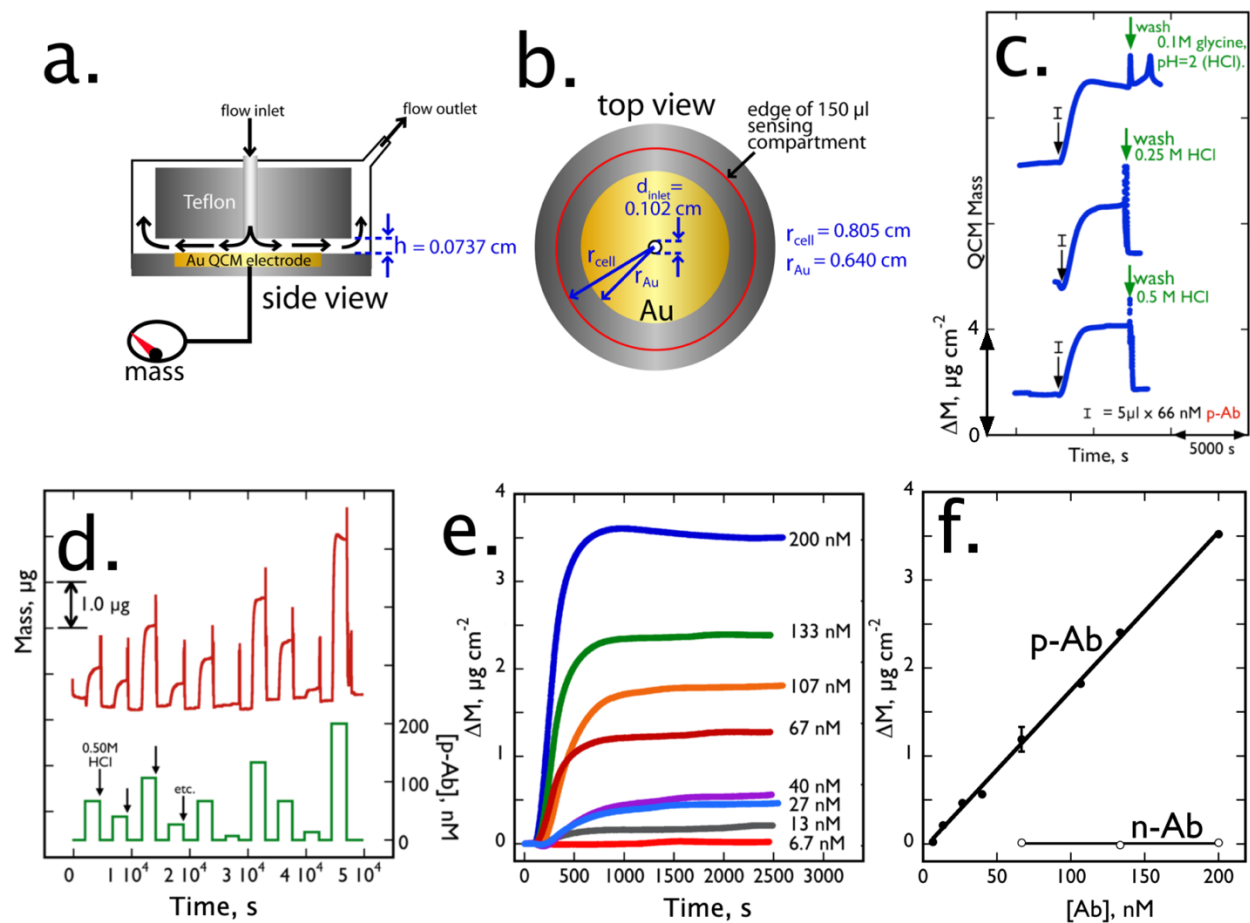 a.
flow inlet
flow outlet
Teflon
h = 0.0737 cm
Au QCM electrode
side view
mass
b.
top view
edge of 150 µl
sensing
compartment
d inlet =
0.102 cm
r cell
r Au
Au
r cell = 0.805 cm
r Au = 0.640 cm
c.
wash
0.1M glycine,
pH=2 (HCl).
I
wash
0.25 M HCl
I
wash
0.5 M HCl
I
I = 5µl x 66 nM p-Ab
QCM Mass
ΔM, µg cm-2
4
0
5000 s
Time, s
d.
Mass, µg
1.0 µg
0.50M
HCl
etc.
200
100
0
[p-Ab], nM
0 1 10⁴ 2 10⁴ 3 10⁴ 4 10⁴ 5 10⁴
Time, s
e.
ΔM, µg cm-2
4
3
2
1
0
200 nM
133 nM
107 nM
67 nM
40 nM
27 nM
13 nM
6.7 nM
0 500 1000 1500 2000 2500 3000
Time, s
f.
ΔM, µg cm-2
4
3
2
1
0
p-Ab
n-Ab
0 50 100 150 200
[Ab], nM